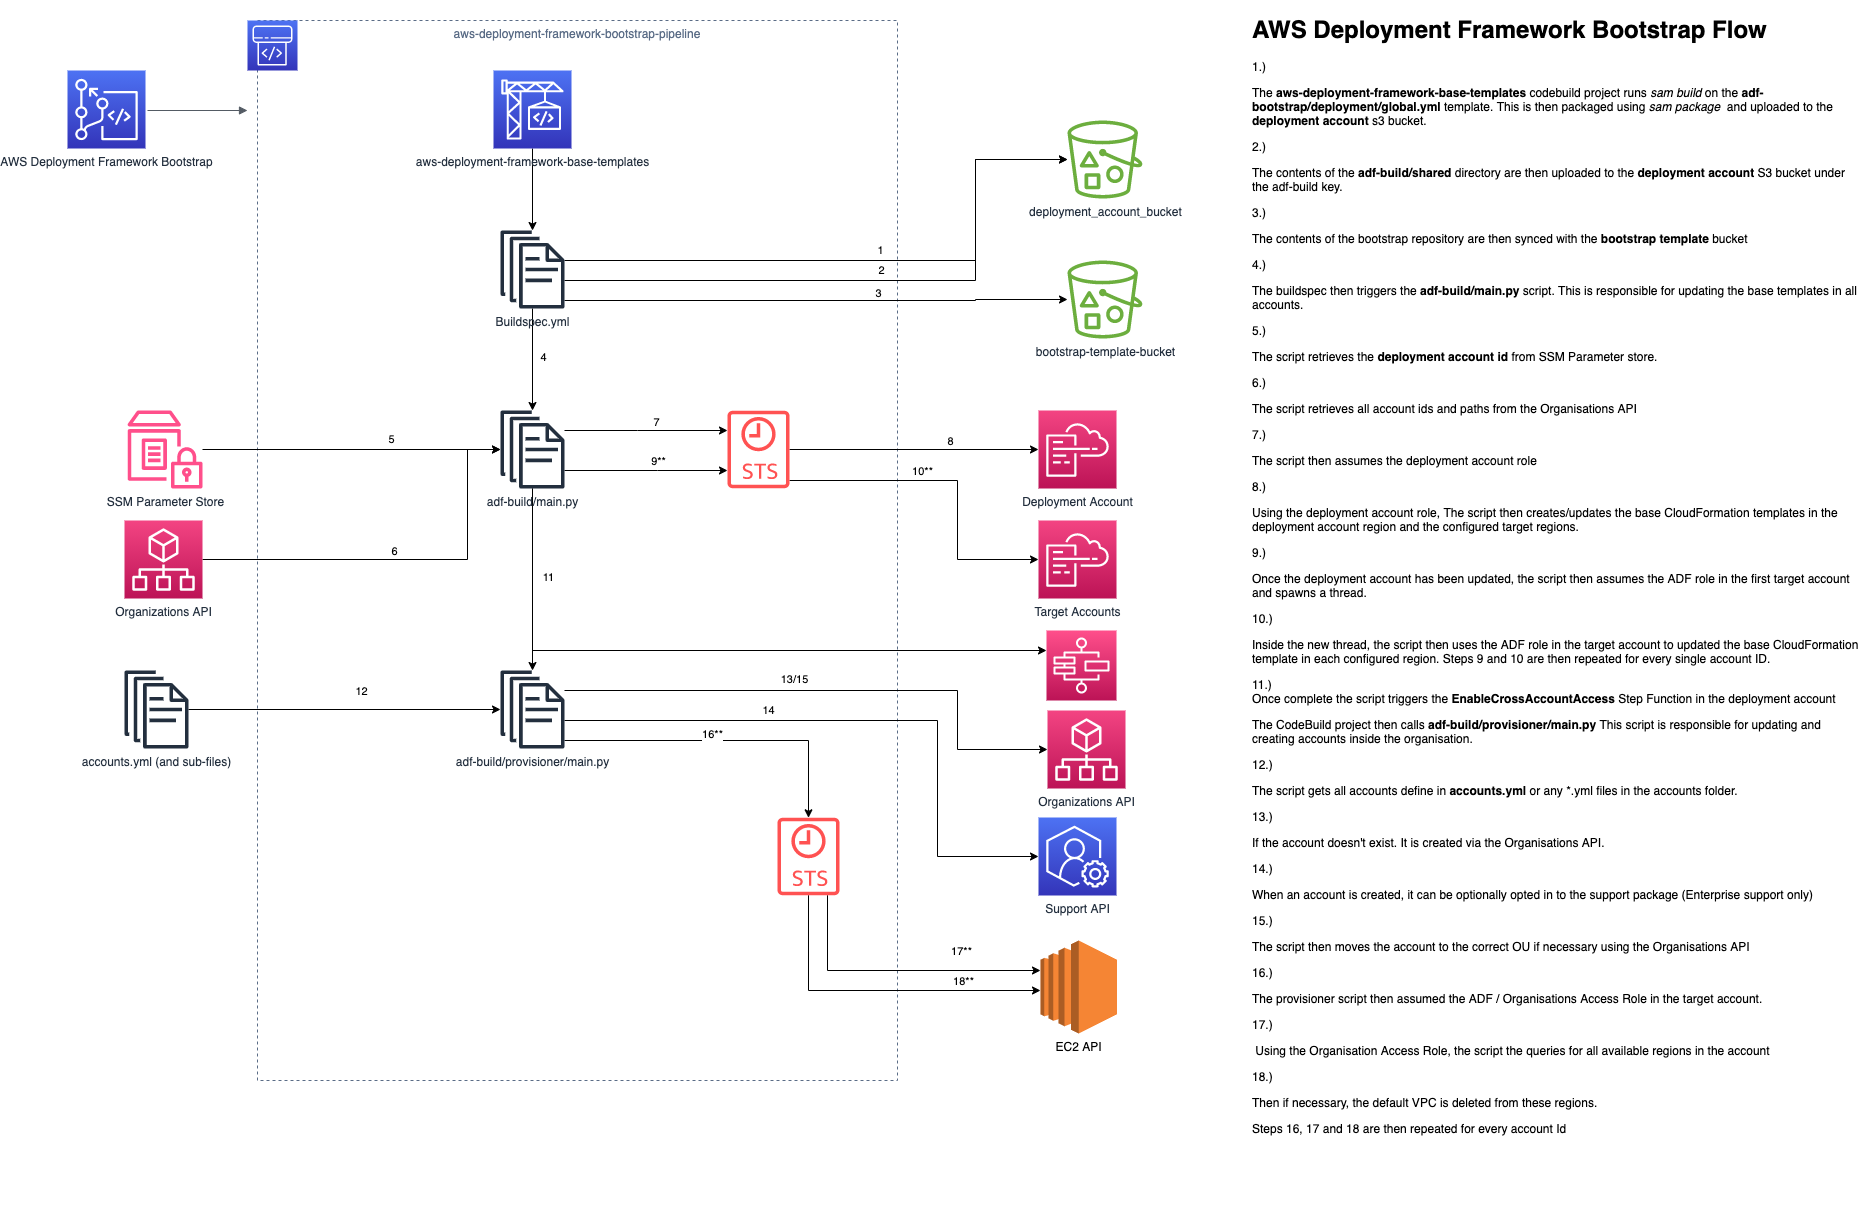 aws-deployment-framework-bootstrap-pipeline
AWS Deployment Framework Bootstrap
aws-deployment-framework-base-templates
deployment_account_bucket
1
2
3
Buildspec.yml
bootstrap-template-bucket
4
5
7
9**
STS
8
10**
SSM Parameter Store
adf-build/main.py
Deployment Account
6
11
Organizations API
Target Accounts
12
13/15
14
16**
accounts.yml (and sub-files)
adf-build/provisioner/main.py
Organizations API
STS
Support API
17**
18**
EC2 API
AWS Deployment Framework Bootstrap Flow
1.)
The aws-deployment-framework-base-templates codebuild project runs sam build on the adf-
bootstrap/deployment/global.yml template. This is then packaged using sam package and uploaded to the
deployment account s3 bucket.
2.)
The contents of the adf-build/shared directory are then uploaded to the deployment account S3 bucket under
the adf-build key.
3.)
The contents of the bootstrap repository are then synced with the bootstrap template bucket
4.)
The buildspec then triggers the adf-build/main.py script. This is responsible for updating the base templates in all
accounts.
5.)
The script retrieves the deployment account id from SSM Parameter store.
6.)
The script retrieves all account ids and paths from the Organisations API
7.)
The script then assumes the deployment account role
8.)
Using the deployment account role, The script then creates/updates the base CloudFormation templates in the
deployment account region and the configured target regions.
9.)
Once the deployment account has been updated, the script then assumes the ADF role in the first target account
and spawns a thread.
10.)
Inside the new thread, the script then uses the ADF role in the target account to updated the base CloudFormation
template in each configured region. Steps 9 and 10 are then repeated for every single account ID.
11.)
Once complete the script triggers the EnableCrossAccountAccess Step Function in the deployment account
The CodeBuild project then calls adf-build/provisioner/main.py This script is responsible for updating and
creating accounts inside the organisation.
12.)
The script gets all accounts define in accounts.yml or any *.yml files in the accounts folder.
13.)
If the account doesn't exist. It is created via the Organisations API.
14.)
When an account is created, it can be optionally opted in to the support package (Enterprise support only)
15.)
The script then moves the account to the correct OU if necessary using the Organisations API
16.)
The provisioner script then assumed the ADF / Organisations Access Role in the target account.
17.)
Using the Organisation Access Role, the script the queries for all available regions in the account
18.)
Then if necessary, the default VPC is deleted from these regions.
Steps 16, 17 and 18 are then repeated for every account Id